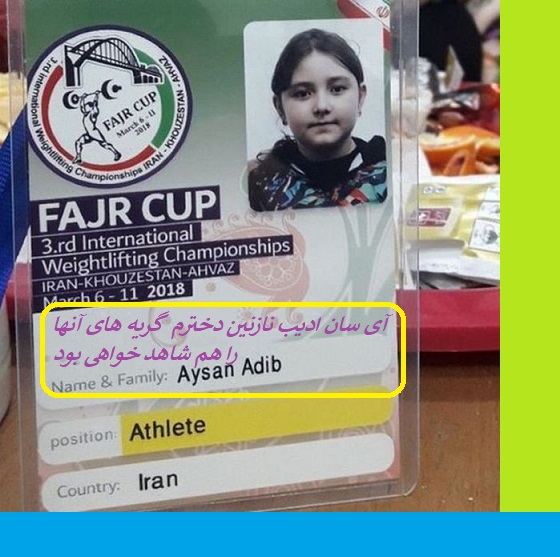 3.rd International Weightlifting Championships IRAN - KHOUZESTAN - AHVAZ
FAJR CUP
March 6 - 11
2018
FAJR CUP
3.rd International
Weightlifting Championships
IRAN-KHOUZESTAN-AHVAZ
March 6 - 11 2018
آی سان ادیب نازنین دخترم گریه های آنها
را هم شاهد خواهی بود
Name & Family: Aysan Adib
position: Athlete
Country: Iran